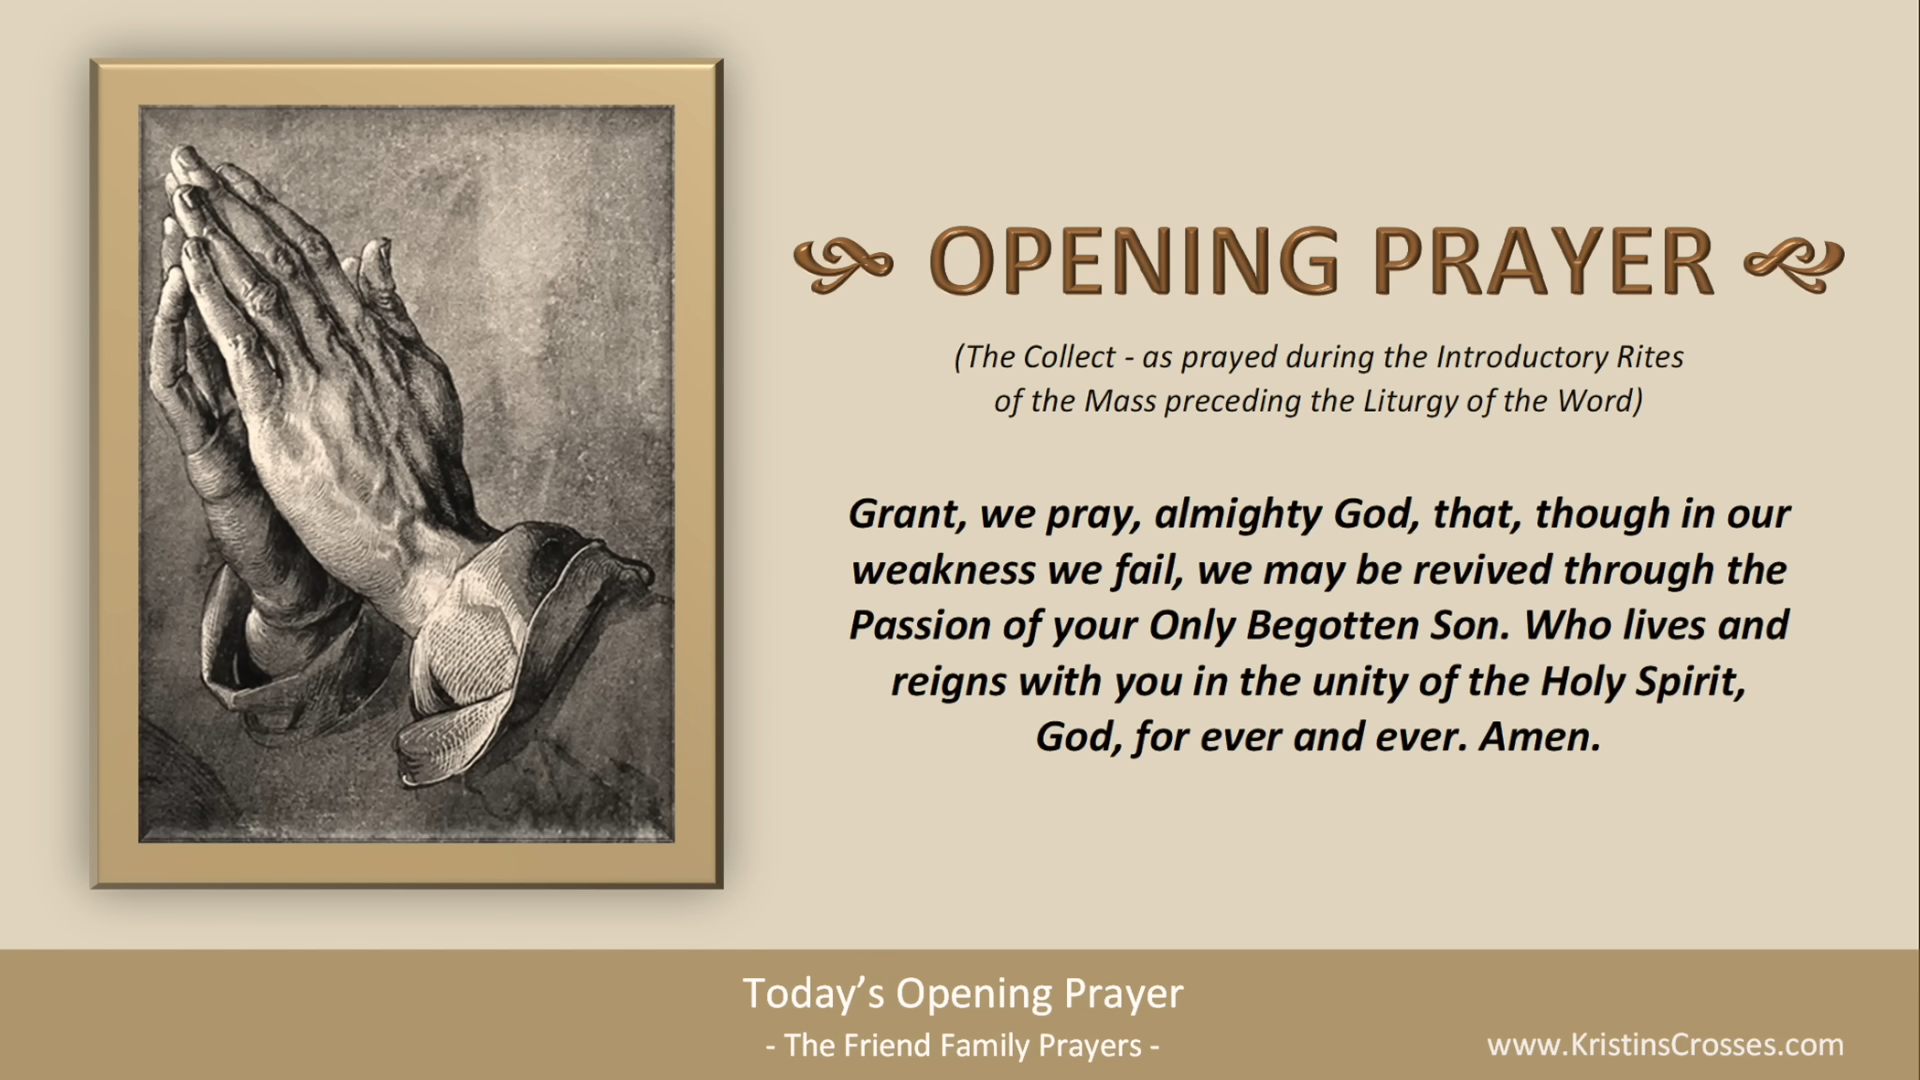 OPENING PRAYER
(The Collect - as prayed during the Introductory Rites
of the Mass preceding the Liturgy of the Word)
Grant, we pray, almighty God, that, though in our
weakness we fail, we may be revived through the
Passion of your Only Begotten Son. Who lives and
reigns with you in the unity of the Holy Spirit,
God, for ever and ever. Amen.
Today’s Opening Prayer
- The Friend Family Prayers -
www.KristinsCrosses.com